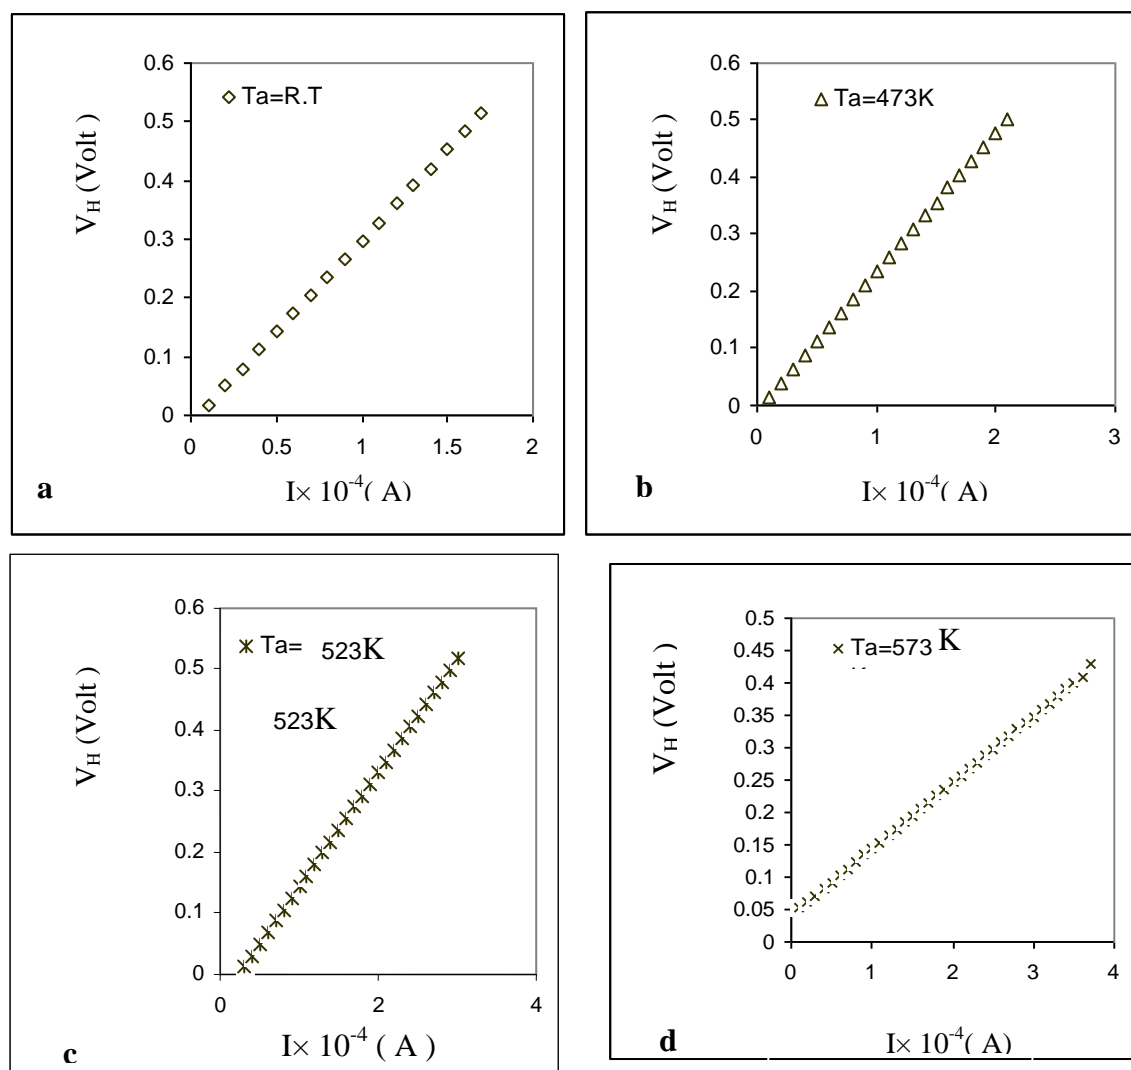 0.6
Ta=R.T
0.5
0.4
0.3
0.2
0.1
0
0 0.5 1 1.5 2
V_H (Volt )
I× 10^-4( A)
a
0.6
Ta=473K
0.5
0.4
0.3
0.2
0.1
0
0 1 2 3
V_H (Volt )
I× 10^-4( A)
b
0.6
Ta= 523K
0.5
523K
0.4
0.3
0.2
0.1
0
0 2 4
V_H (Volt )
I× 10^-4 ( A )
c
0.5
Ta=573 K
0.45
0.4
0.35
0.3
0.25
0.2
0.15
0.1
0.05
0
0 1 2 3 4
V_H (Volt )
I× 10^-4( A)
d